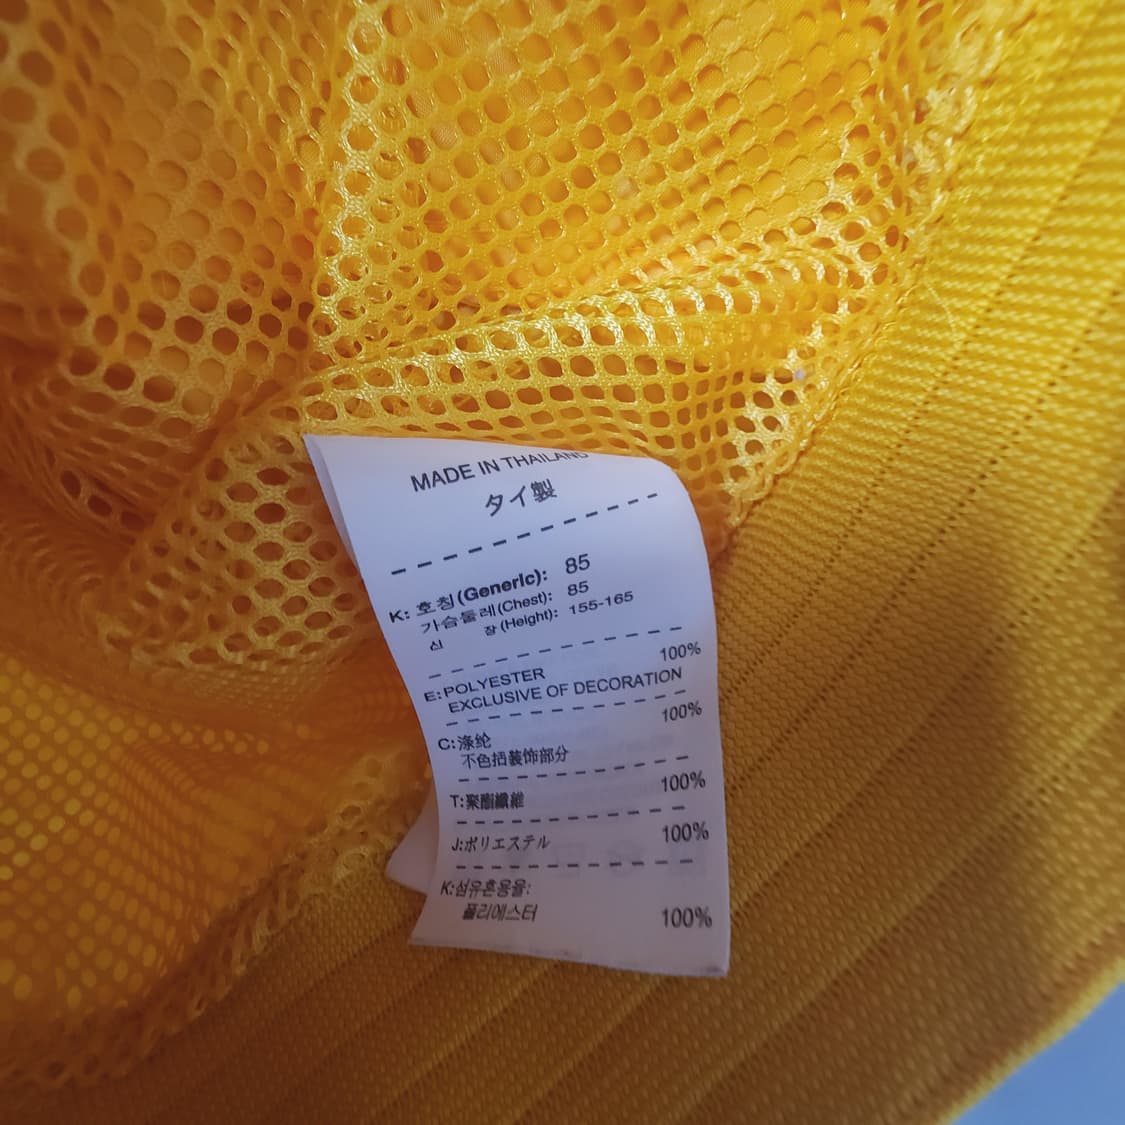 MADE IN THAILAND
タイ製
K: 호칭(Generic): 85
가슴둘레(Chest): 85
신 장(Height): 155-165
E: POLYESTER 100%
EXCLUSIVE OF DECORATION
C: 涤纶 100%
不包括装饰部分
T: 聚酯纖維 100%
J: ポリエステル 100%
K: 섬유혼용율:
폴리에스터 100%